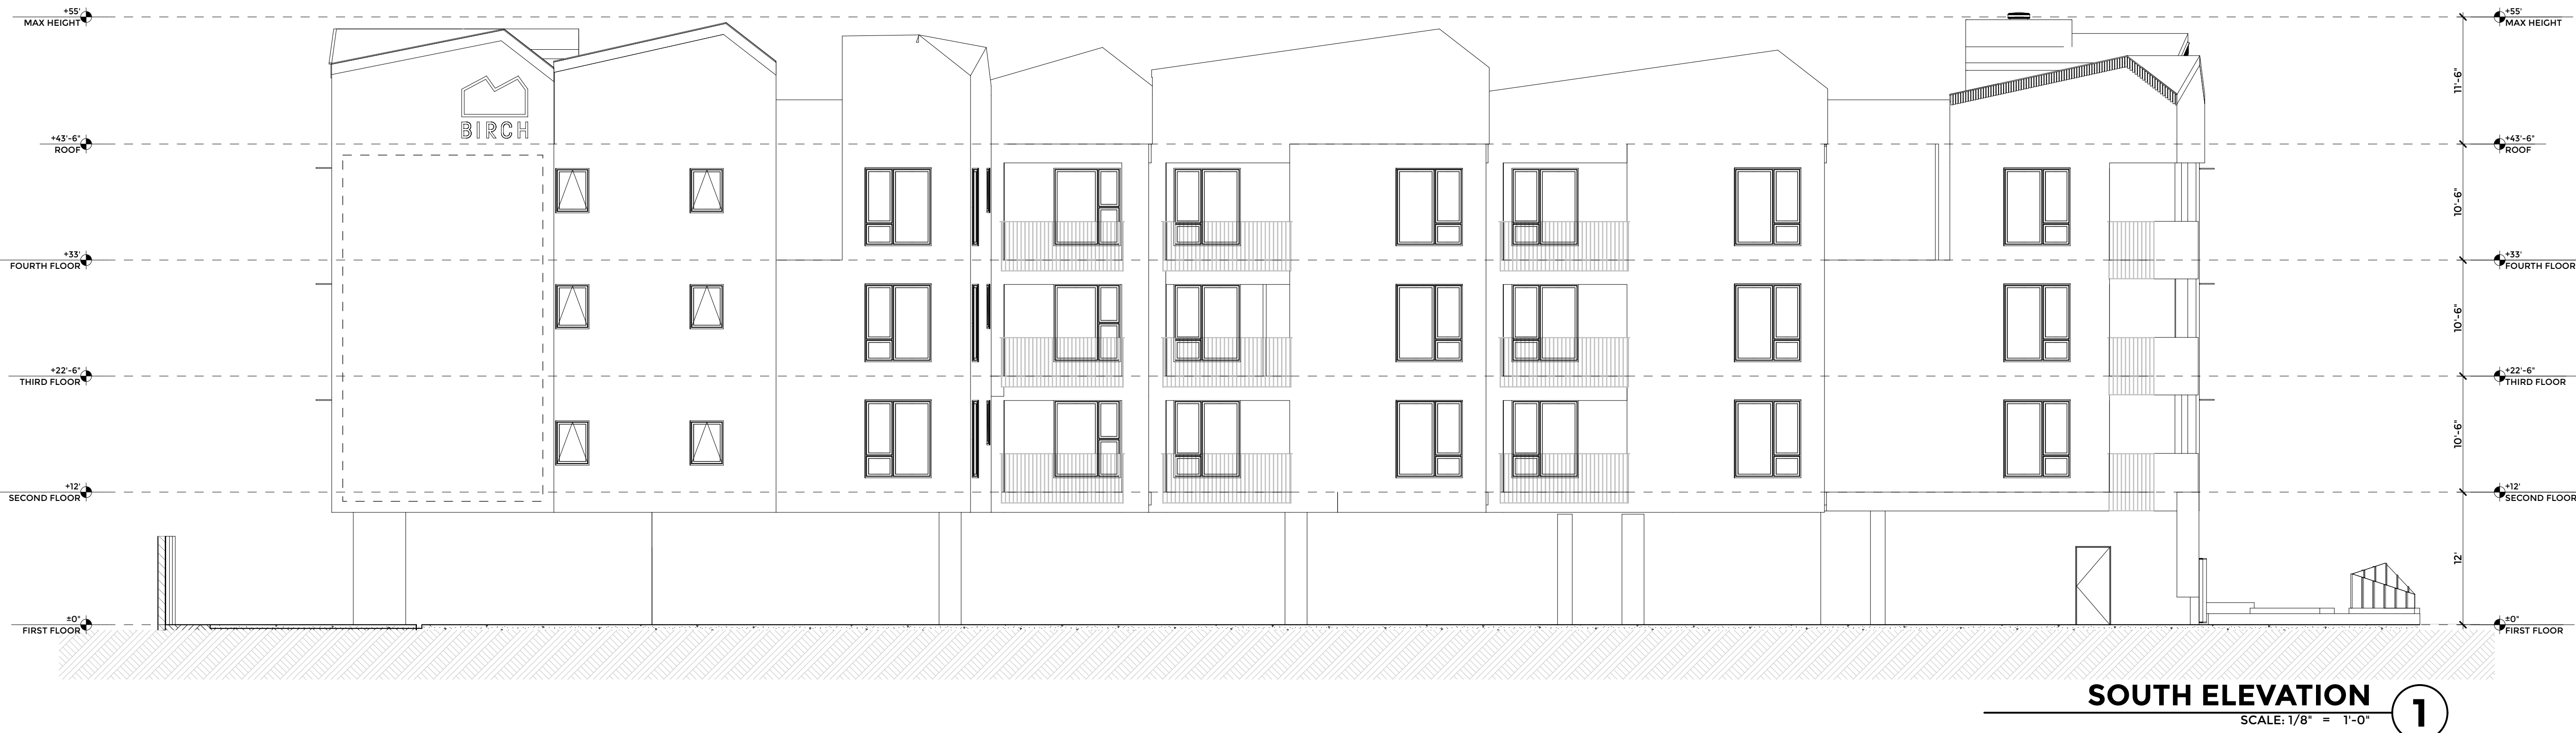 +55'
MAX HEIGHT
+55'
MAX HEIGHT
11'-6"
BIRCH
+43'-6"
ROOF
+43'-6"
ROOF
10'-6"
+33'
FOURTH FLOOR
+33'
FOURTH FLOOR
10'-6"
+22'-6"
THIRD FLOOR
+22'-6"
THIRD FLOOR
10'-6"
+12'
SECOND FLOOR
+12'
SECOND FLOOR
12'
±0"
FIRST FLOOR
±0"
FIRST FLOOR
SOUTH ELEVATION
SCALE: 1/8" = 1'-0"
1